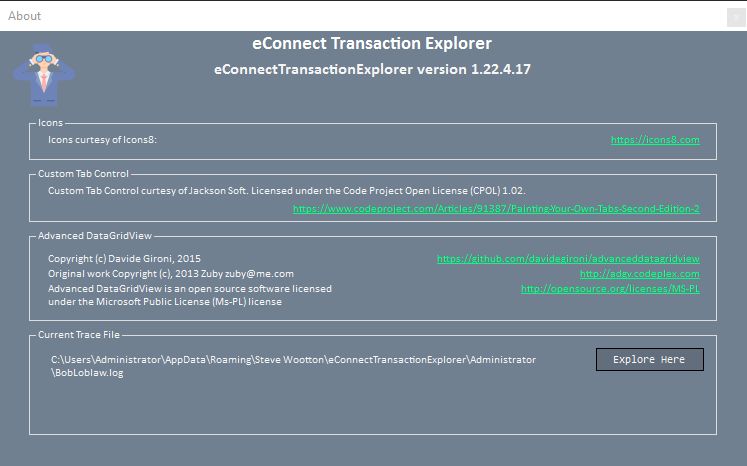 About
eConnect Transaction Explorer
eConnectTransactionExplorer version 1.22.4.17
Icons
Icons curtesy of Icons8: https://icons8.com
Custom Tab Control
Custom Tab Control curtesy of Jackson Soft. Licensed under the Code Project Open License (CPOL) 1.02.
https://www.codeproject.com/Articles/91387/Painting-Your-Own-Tabs-Second-Edition-2
Advanced DataGridView
Copyright (c) Davide Gironi, 2015 https://github.com/davidegironi/advanceddatagridview
Original work Copyright (c), 2013 Zuby zuby@me.com http://adgv.codeplex.com
Advanced DataGridView is an open source software licensed http://opensource.org/licenses/MS-PL
under the Microsoft Public License (Ms-PL) license
Current Trace File
C:\Users\Administrator\AppData\Roaming\Steve Wootton\eConnectTransactionExplorer\Administrator Explore Here
\BobLoblaw.log